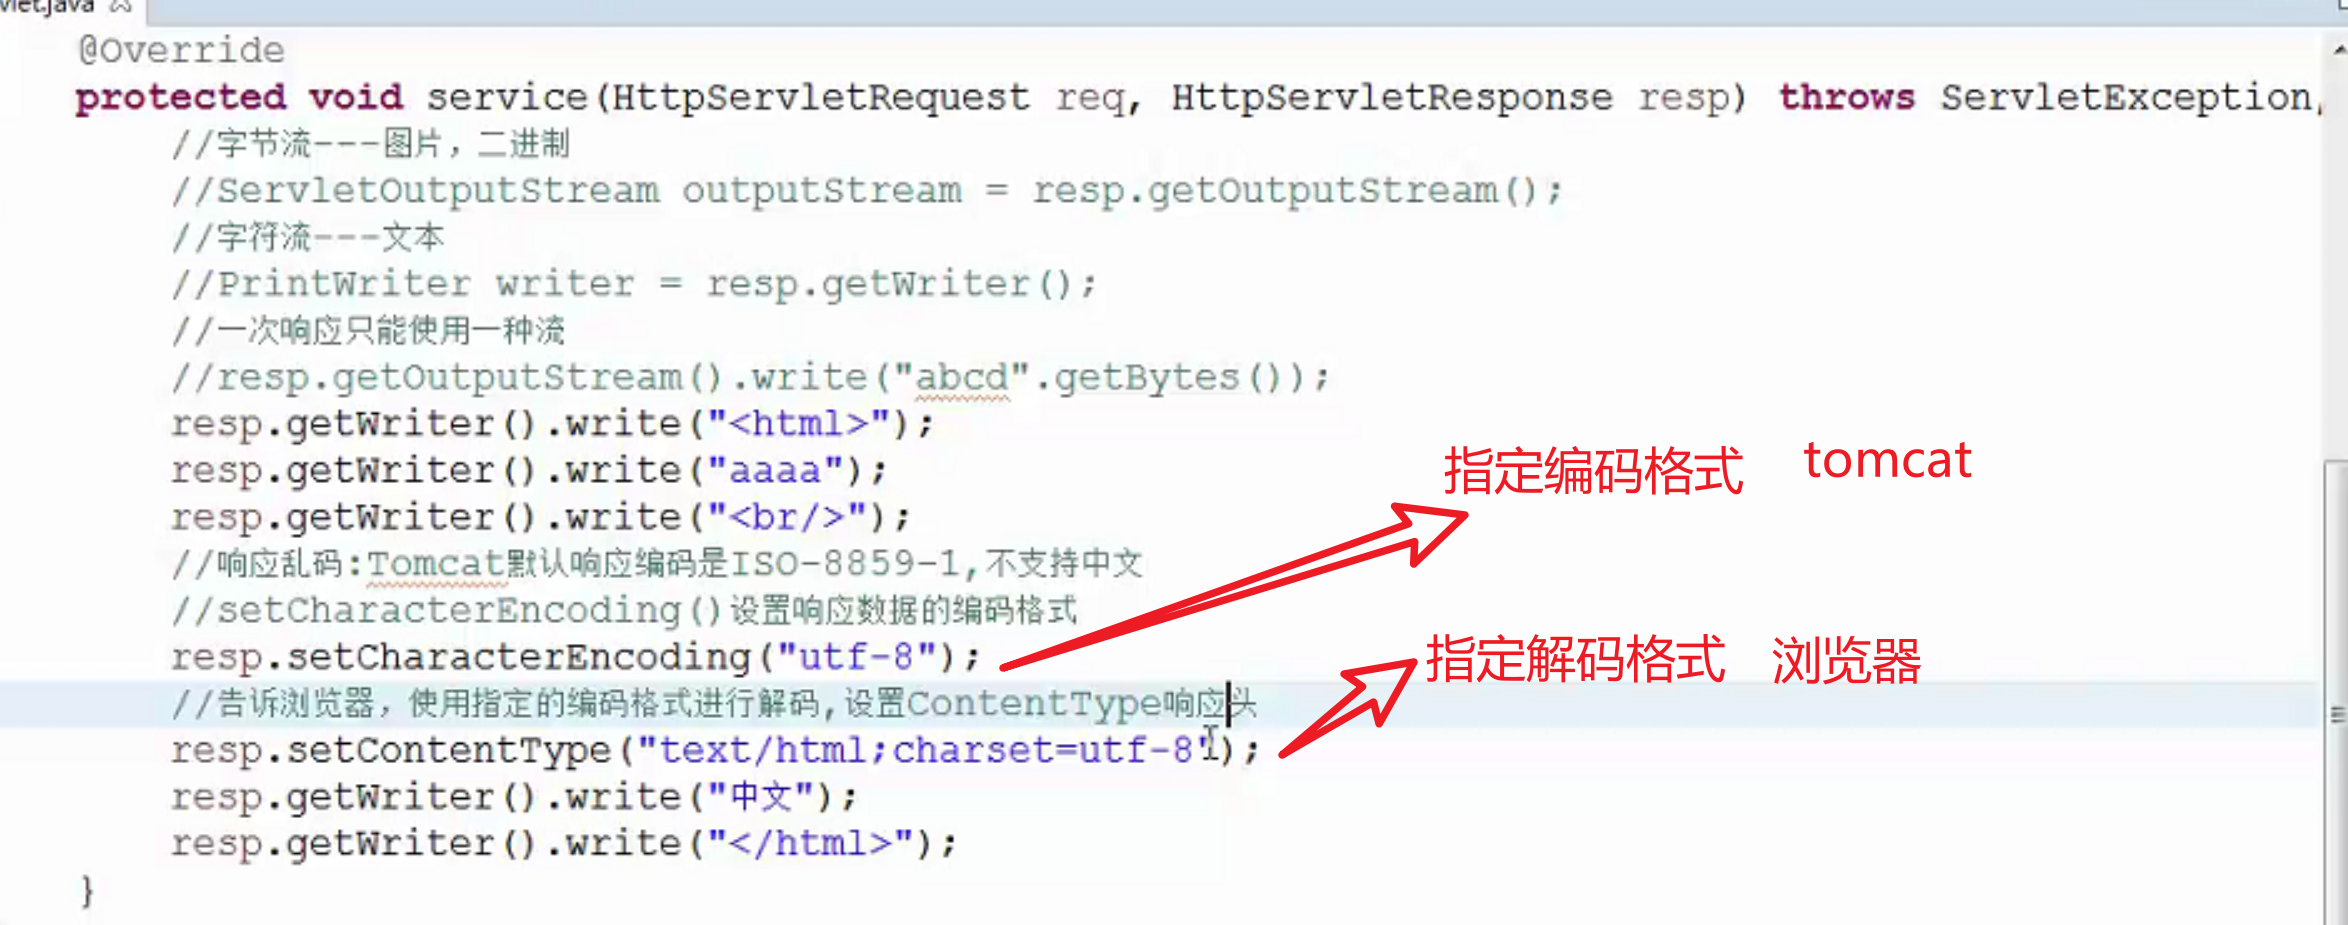 vlet.java
@Override
protected void service(HttpServletRequest req, HttpServletResponse resp) throws ServletException,
//字节流---图片，二进制
//ServletOutputStream outputStream = resp.getOutputStream();
//字符流---文本
//PrintWriter writer = resp.getWriter();
//一次响应只能使用一种流
//resp.getOutputStream().write("abcd".getBytes());
resp.getWriter().write("<html>");
resp.getWriter().write("aaaa");
指定编码格式 tomcat
resp.getWriter().write("<br/>");
//响应乱码:Tomcat默认响应编码是ISO-8859-1,不支持中文
//setCharacterEncoding()设置响应数据的编码格式
resp.setCharacterEncoding("utf-8");
指定解码格式 浏览器
//告诉浏览器，使用指定的编码格式进行解码,设置ContentType响应头
resp.setContentType("text/html;charset=utf-8");
resp.getWriter().write("中文");
resp.getWriter().write("</html>");
}